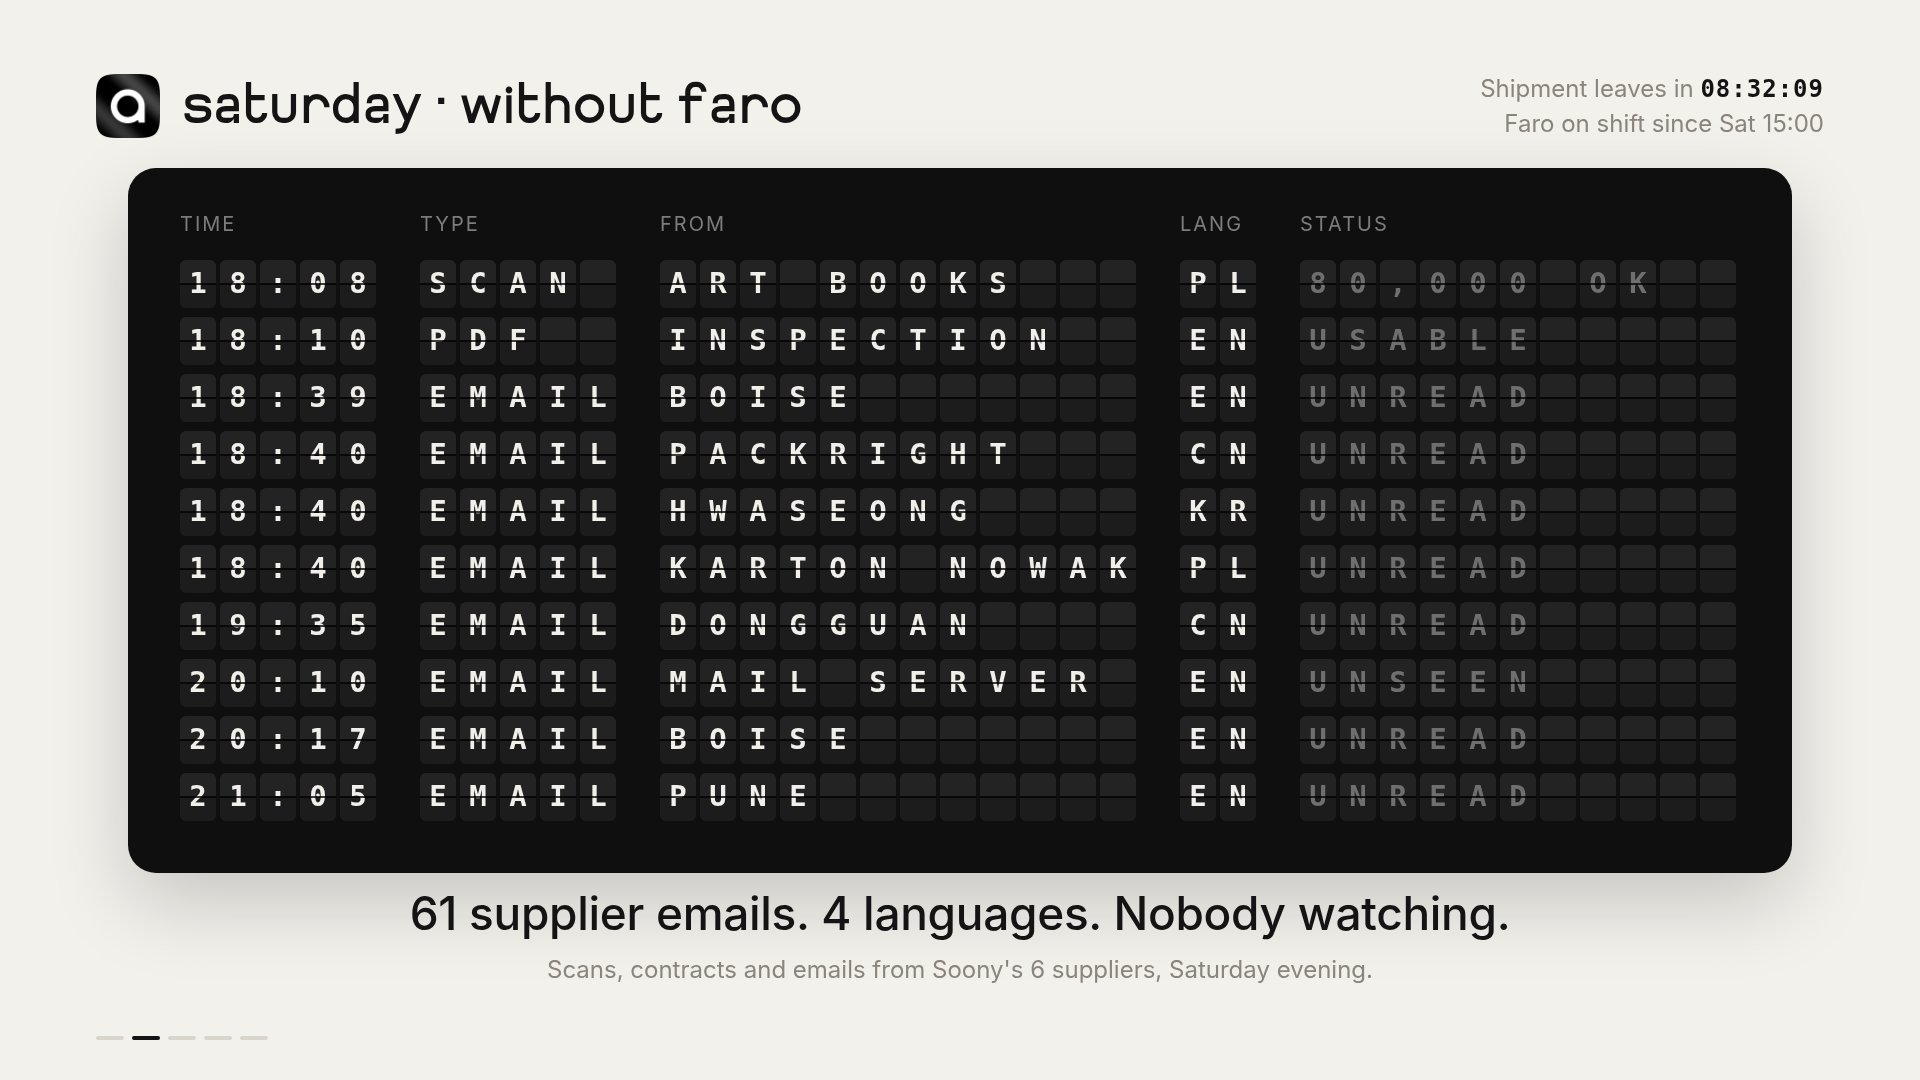 a saturday · without faro
Shipment leaves in 08:32:09
Faro on shift since Sat 15:00
TIME TYPE FROM LANG STATUS
18:08 SCAN ART BOOKS PL 80,000 OK
18:10 PDF INSPECTION EN USABLE
18:39 EMAIL BOISE EN UNREAD
18:40 EMAIL PACKRIGHT CN UNREAD
18:40 EMAIL HWASEONG KR UNREAD
18:40 EMAIL KARTON NOWAK PL UNREAD
19:35 EMAIL DONGGUAN CN UNREAD
20:10 EMAIL MAIL SERVER EN UNSEEN
20:17 EMAIL BOISE EN UNREAD
21:05 EMAIL PUNE EN UNREAD
61 supplier emails. 4 languages. Nobody watching.
Scans, contracts and emails from Soony's 6 suppliers, Saturday evening.